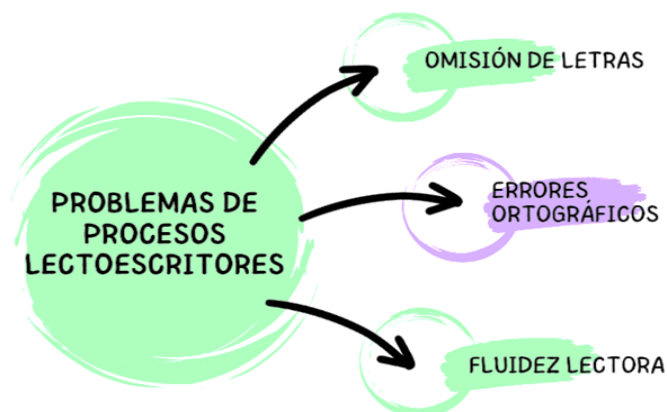 PROBLEMAS DE
PROCESOS
LECTOESCRITORES
OMISIÓN DE LETRAS
ERRORES
ORTOGRÁFICOS
FLUIDEZ LECTORA